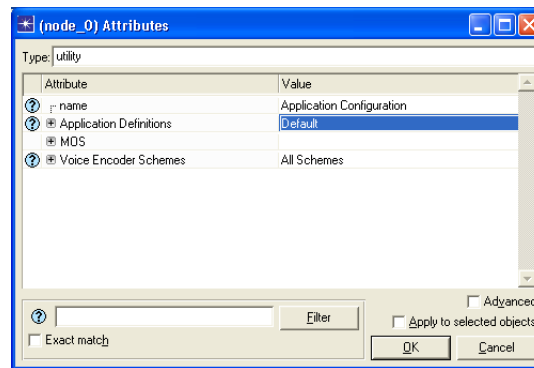 (node_0) Attributes
Type: utility
Attribute Value
name Application Configuration
Application Definitions Default
MOS
Voice Encoder Schemes All Schemes
Advanced
Filter
Apply to selected objects
Exact match
OK Cancel